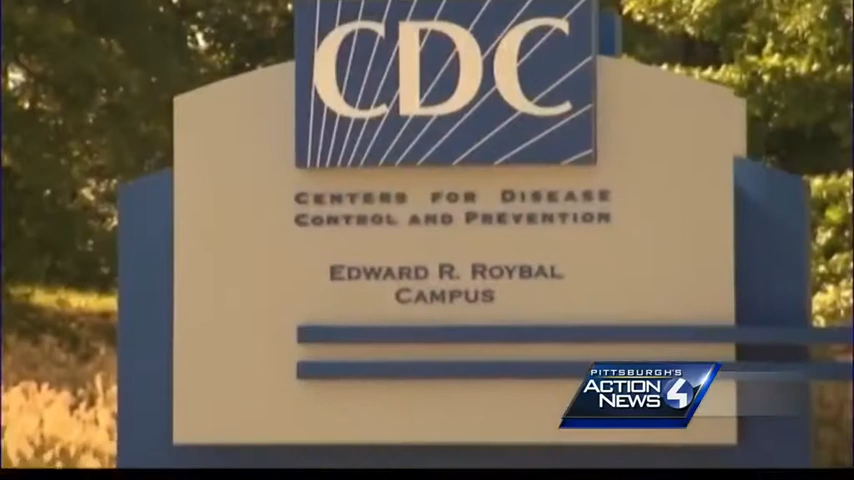 CDC
CENTERS FOR DISEASE
CONTROL AND PREVENTION
EDWARD R. ROYBAL
CAMPUS
PITTSBURGH'S
ACTION
NEWS 4